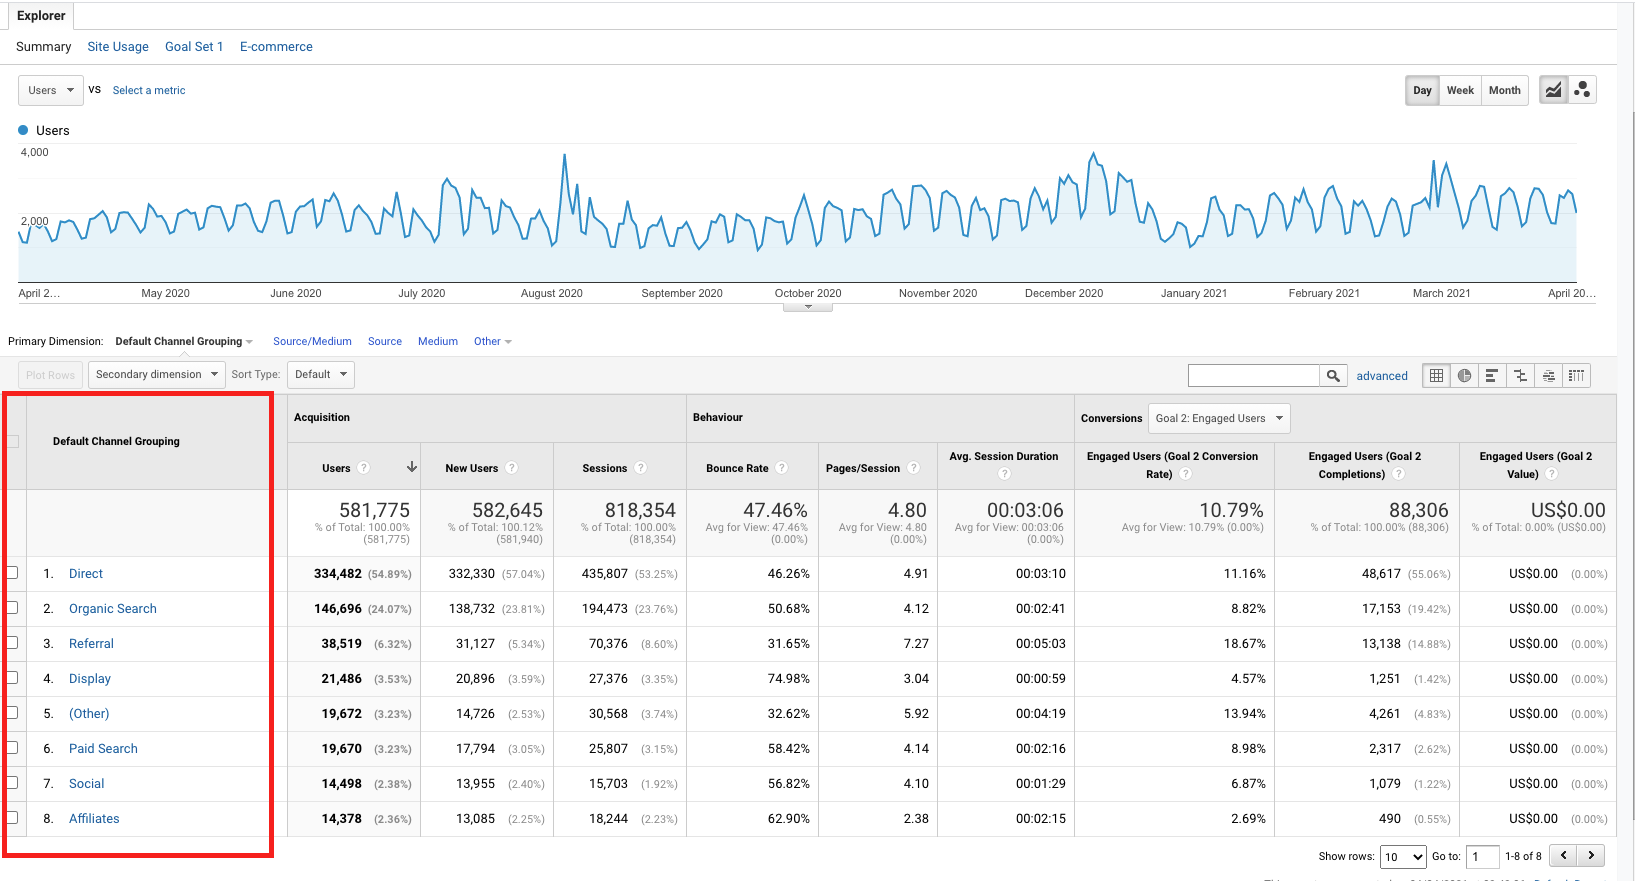 Explorer
Summary Site Usage Goal Set 1 E-commerce
Users VS Select a metric Day Week Month
Users
4,000
2,000
April 2… May 2020 June 2020 July 2020 August 2020 September 2020 October 2020 November 2020 December 2020 January 2021 February 2021 March 2021 April 20…
Primary Dimension: Default Channel Grouping Source/Medium Source Medium Other
Plot Rows Secondary dimension Sort Type: Default advanced
Default Channel Grouping Acquisition Behaviour Conversions Goal 2: Engaged Users
Users ? New Users ? Sessions ? Bounce Rate ? Pages/Session ? Avg. Session Duration ? Engaged Users (Goal 2 Conversion Rate) ? Engaged Users (Goal 2 Completions) ? Engaged Users (Goal 2 Value) ?
581,775 582,645 818,354 47.46% 4.80 00:03:06 10.79% 88,306 US$0.00
% of Total: 100.00% % of Total: 100.12% % of Total: 100.00% Avg for View: 47.46% Avg for View: 4.80 Avg for View: 00:03:06 Avg for View: 10.79% (0.00%) % of Total: 100.00% (88,306) % of Total: 0.00% (US$0.00)
(581,775) (581,940) (818,354) (0.00%) (0.00%) (0.00%)
1. Direct 334,482 (54.89%) 332,330 (57.04%) 435,807 (53.25%) 46.26% 4.91 00:03:10 11.16% 48,617 (55.06%) US$0.00 (0.00%)
2. Organic Search 146,696 (24.07%) 138,732 (23.81%) 194,473 (23.76%) 50.68% 4.12 00:02:41 8.82% 17,153 (19.42%) US$0.00 (0.00%)
3. Referral 38,519 (6.32%) 31,127 (5.34%) 70,376 (8.60%) 31.65% 7.27 00:05:03 18.67% 13,138 (14.88%) US$0.00 (0.00%)
4. Display 21,486 (3.53%) 20,896 (3.59%) 27,376 (3.35%) 74.98% 3.04 00:00:59 4.57% 1,251 (1.42%) US$0.00 (0.00%)
5. (Other) 19,672 (3.23%) 14,726 (2.53%) 30,568 (3.74%) 32.62% 5.92 00:04:19 13.94% 4,261 (4.83%) US$0.00 (0.00%)
6. Paid Search 19,670 (3.23%) 17,794 (3.05%) 25,807 (3.15%) 58.42% 4.14 00:02:16 8.98% 2,317 (2.62%) US$0.00 (0.00%)
7. Social 14,498 (2.38%) 13,955 (2.40%) 15,703 (1.92%) 56.82% 4.10 00:01:29 6.87% 1,079 (1.22%) US$0.00 (0.00%)
8. Affiliates 14,378 (2.36%) 13,085 (2.25%) 18,244 (2.23%) 62.90% 2.38 00:02:15 2.69% 490 (0.55%) US$0.00 (0.00%)
Show rows: 10 Go to: 1 1-8 of 8